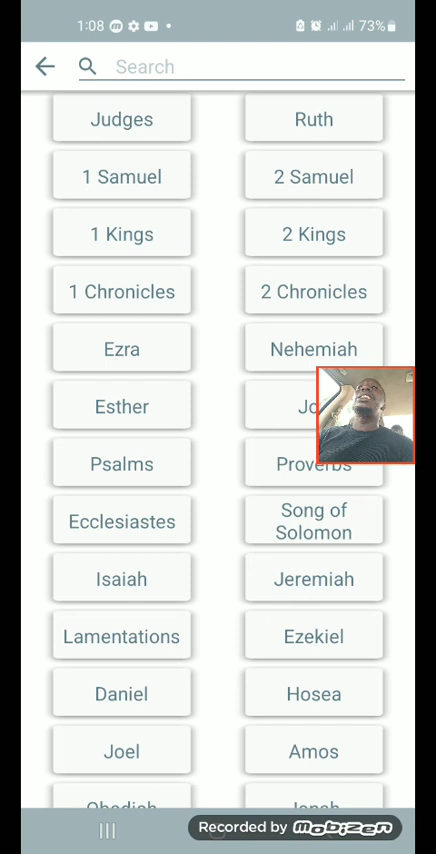 1:08
73%
Search
Judges
Ruth
1 Samuel
2 Samuel
1 Kings
2 Kings
1 Chronicles
2 Chronicles
Ezra
Nehemiah
Esther
Psalms
Proverbs
Ecclesiastes
Song of
Solomon
Isaiah
Jeremiah
Lamentations
Ezekiel
Daniel
Hosea
Joel
Amos
Obadiah
Jonah
Recorded by mobizen